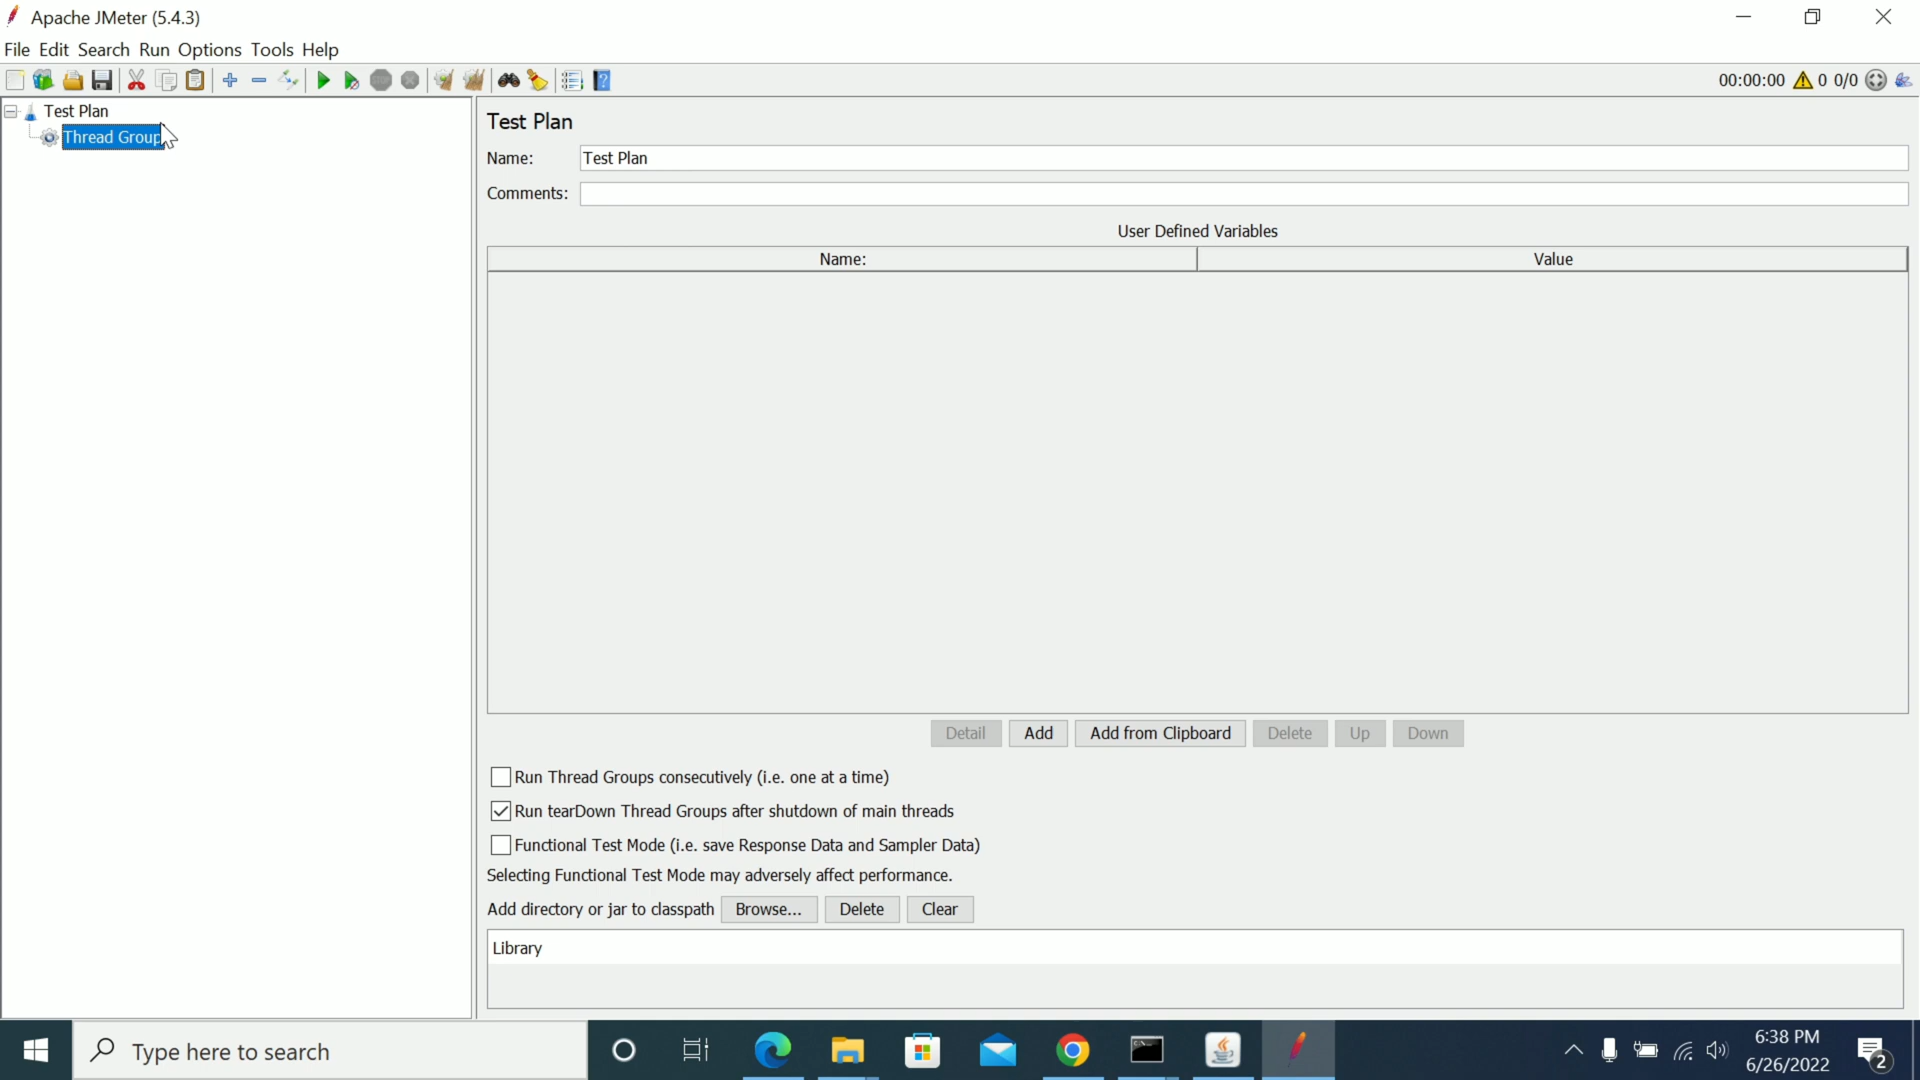 Apache JMeter (5.4.3)
File Edit Search Run Options Tools Help
00:00:00 0 0/0
Test Plan
Thread Group
Test Plan
Name: Test Plan
Comments:
User Defined Variables
Name: Value
Detail Add Add from Clipboard Delete Up Down
Run Thread Groups consecutively (i.e. one at a time)
Run tearDown Thread Groups after shutdown of main threads
Functional Test Mode (i.e. save Response Data and Sampler Data)
Selecting Functional Test Mode may adversely affect performance.
Add directory or jar to classpath Browse... Delete Clear
Library
Type here to search
6:38 PM
6/26/2022
2